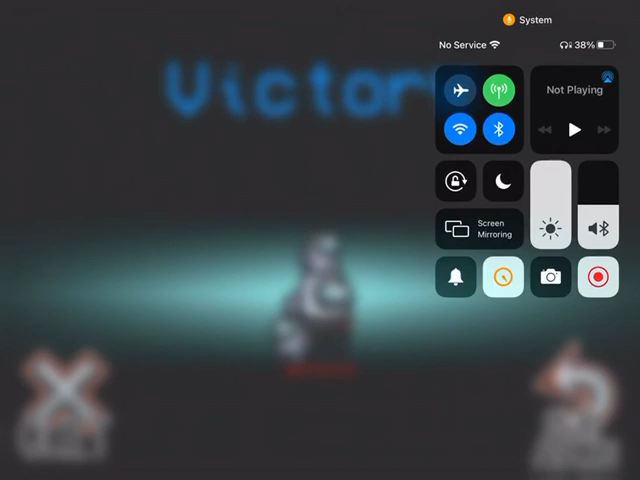 System
No Service
38%
Victory
Not Playing
Screen
Mirroring